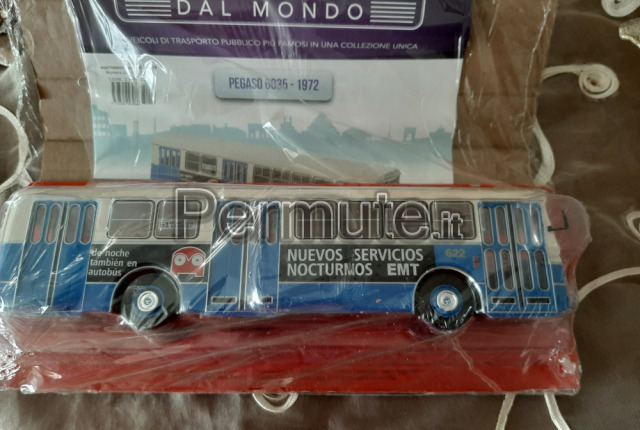 DAL MONDO
VEICOLI DI TRASPORTO PUBBLICO PIÙ FAMOSI IN UNA COLLEZIONE UNICA
PEGASO 6035 - 1972
Permute.it
de noche
también en
autobús
NUEVOS SERVICIOS
NOCTURNOS EMT
622